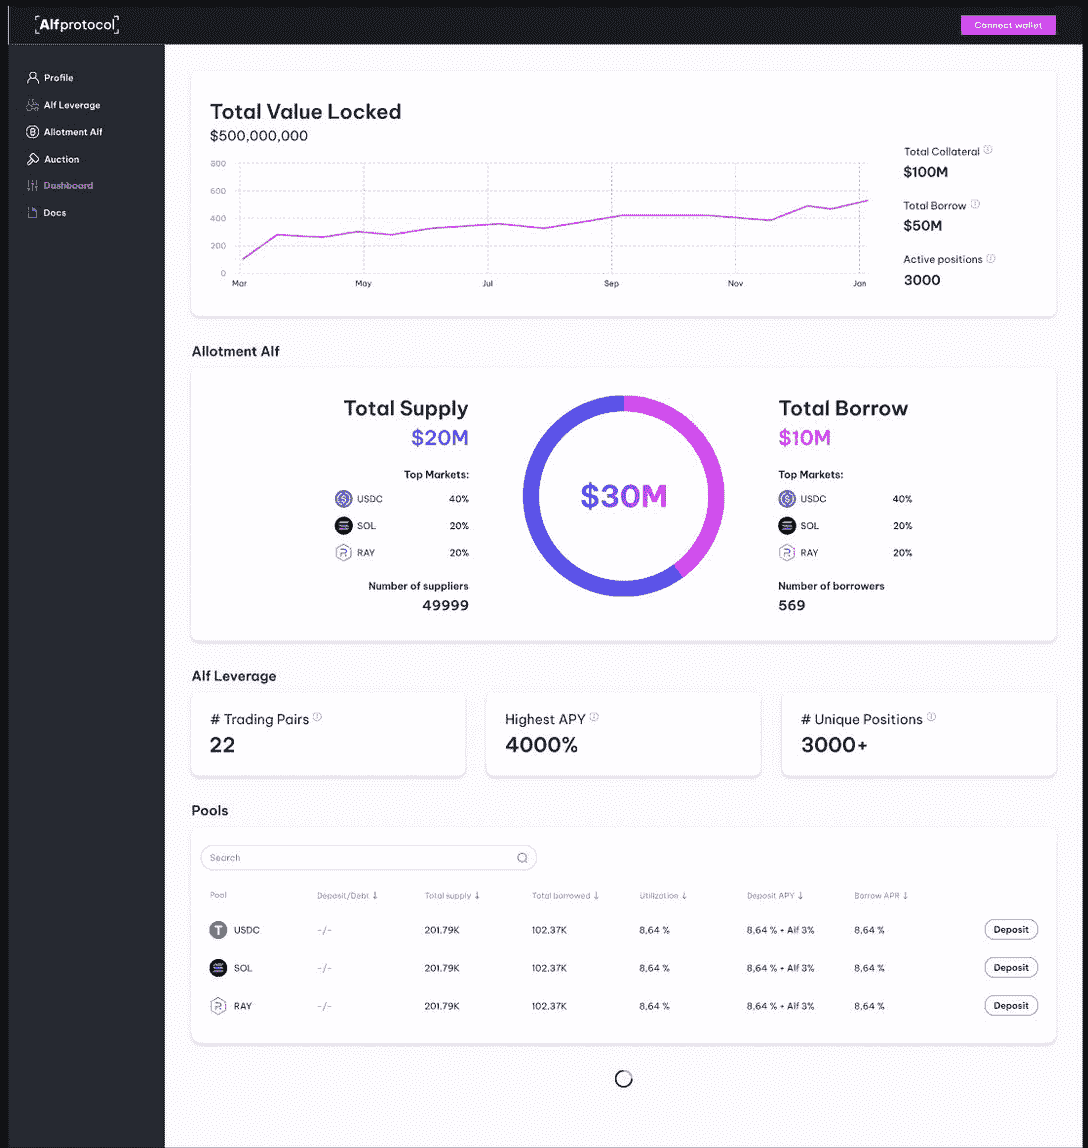 [Alfprotocol]
Connect wallet
Profile
Alf Leverage
Allotment Alf
Auction
Dashboard
Docs
Total Value Locked
$500,000,000
800
600
400
200
0
Mar May Jul Sep Nov Jan
Total Collateral
$100M
Total Borrow
$50M
Active positions
3000
Allotment Alf
Total Supply
$20M
Top Markets:
USDC 40%
SOL 20%
RAY 20%
Number of suppliers
49999
$30M
Total Borrow
$10M
Top Markets:
USDC 40%
SOL 20%
RAY 20%
Number of borrowers
569
Alf Leverage
# Trading Pairs
22
Highest APY
4000%
# Unique Positions
3000+
Pools
Search
Pool Deposit/Debt ↓ Total supply ↓ Total borrowed ↓ Utilization ↓ Deposit APY ↓ Borrow APR ↓
USDC -/- 201.79K 102.37K 8,64 % 8,64 % + Alf 3% 8,64 % Deposit
SOL -/- 201.79K 102.37K 8,64 % 8,64 % + Alf 3% 8,64 % Deposit
RAY -/- 201.79K 102.37K 8,64 % 8,64 % + Alf 3% 8,64 % Deposit